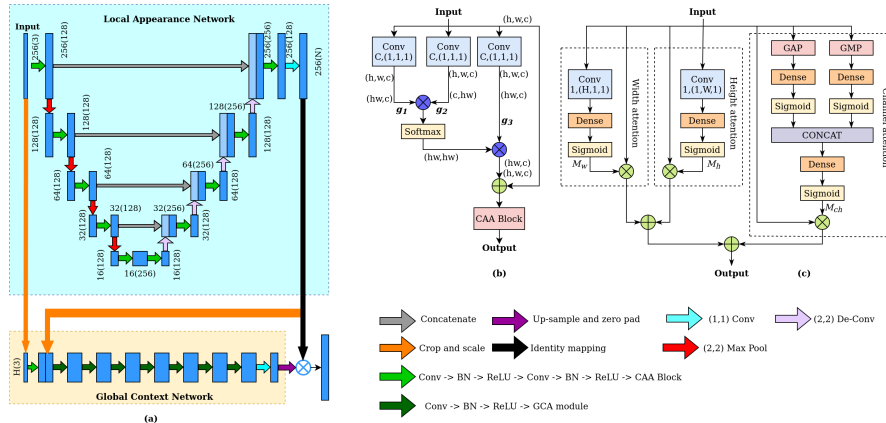 Local Appearance Network
Input
256(3)
256(128)
256(256)
256(128)
256(N)
128(128)
128(128)
128(256)
128(128)
64(128)
64(128)
64(256)
64(128)
32(128)
32(128)
32(256)
32(128)
16(128)
16(256)
16(128)
H(3)
Global Context Network
(a)
Input
(h,w,c)
Conv
C,(1,1,1)
Conv
C,(1,1,1)
Conv
C,(1,1,1)
(h,w,c)
(h,w,c)
(h,w,c)
(hw,c)
(c,hw)
(hw,c)
g1
g2
g3
Softmax
(hw,hw)
(hw,c)
(h,w,c)
CAA Block
Output
(b)
Input
Conv
1,(H,1,1)
Dense
Sigmoid
Mw
Width attention
Conv
1,(1,W,1)
Dense
Sigmoid
Mh
Height attention
GAP
GMP
Dense
Dense
Sigmoid
Sigmoid
CONCAT
Dense
Sigmoid
Mch
Output
(c)
Concatenate
Up-sample and zero pad
(1,1) Conv
(2,2) De-Conv
Crop and scale
Identity mapping
(2,2) Max Pool
Conv -> BN -> ReLU -> Conv -> BN -> ReLU -> CAA Block
Conv -> BN -> ReLU -> GCA module